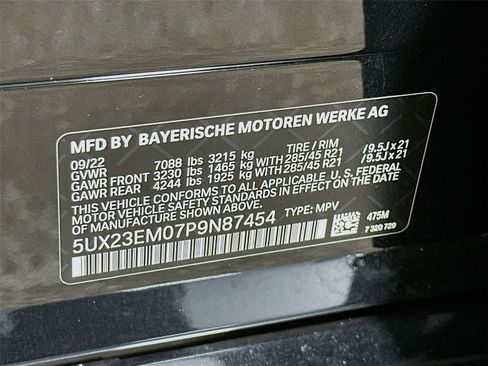 MFD BY BAYERISCHE MOTOREN WERKE AG
09/22 7088 lbs 3215 kg TIRE / RIM
GVWR
GAWR FRONT 3230 lbs 1465 kg WITH 285/45 R21 / 9.5J x 21
GAWR REAR 4244 lbs 1925 kg WITH 285/45 R21 / 9.5J x 21
THIS VEHICLE CONFORMS TO ALL APPLICABLE U.S. FEDERAL
MOTOR VEHICLE SAFETY STANDARDS IN EFFECT ON THE DATE
OF MANUFACTURE SHOWN ABOVE.
5UX23EM07P9N87454 TYPE: MPV
475M
7320729